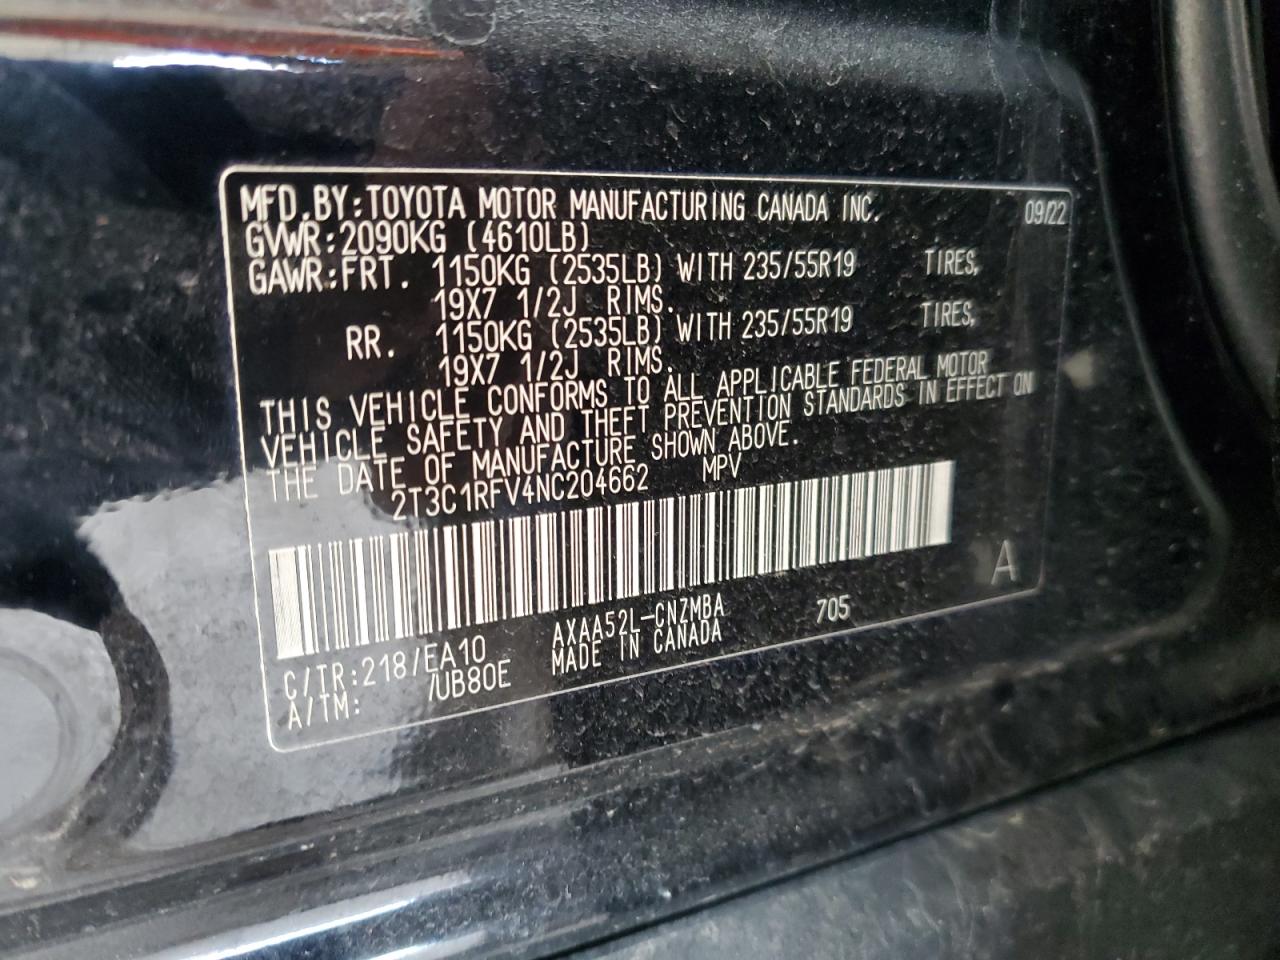 MFD.BY:TOYOTA MOTOR MANUFACTURING CANADA INC. 09/22
GVWR:2090KG (4610LB)
GAWR:FRT. 1150KG (2535LB) WITH 235/55R19 TIRES,
19X7 1/2J RIMS.
RR. 1150KG (2535LB) WITH 235/55R19 TIRES,
19X7 1/2J RIMS.
THIS VEHICLE CONFORMS TO ALL APPLICABLE FEDERAL MOTOR
VEHICLE SAFETY AND THEFT PREVENTION STANDARDS IN EFFECT ON
THE DATE OF MANUFACTURE SHOWN ABOVE.
2T3C1RFV4NC204662 MPV
A
C/TR:218/EA10 AXAA52L-CNZMBA 705
A/TM: /UB80E MADE IN CANADA